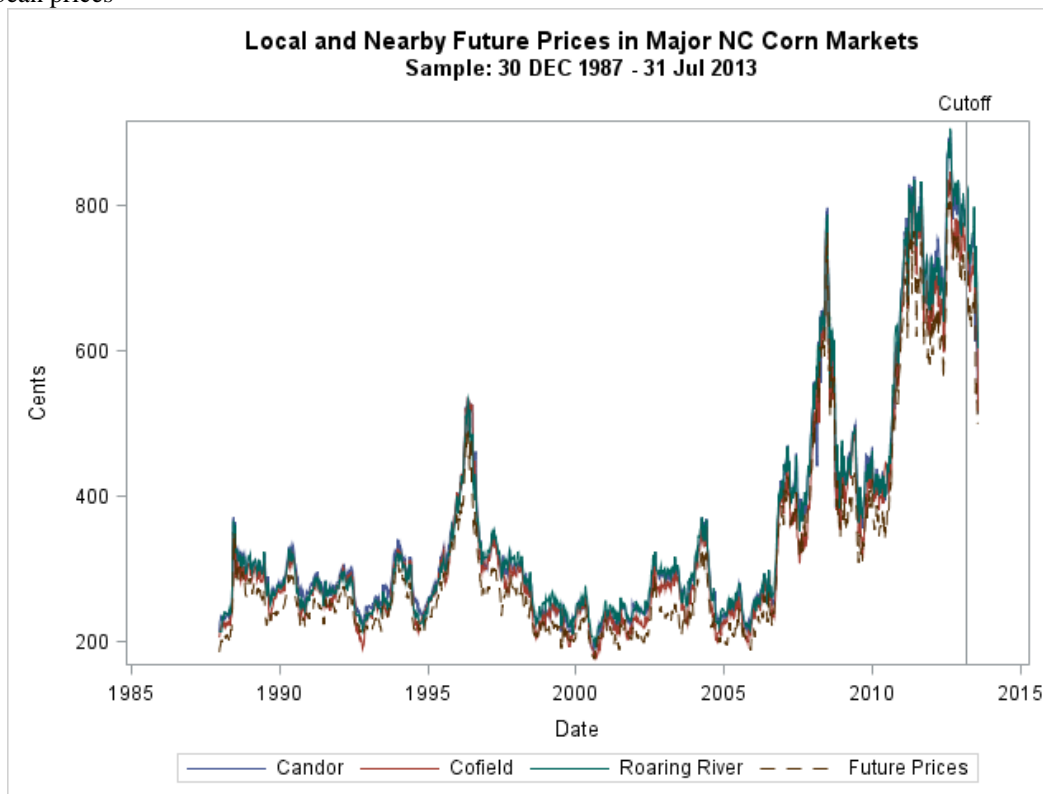 prices
Local and Nearby Future Prices in Major NC Corn Markets
Sample: 30 DEC 1987 - 31 Jul 2013
Cutoff
800
600
400
200
Cents
1985 1990 1995 2000 2005 2010 2015
Date
Candor Cofield Roaring River Future Prices